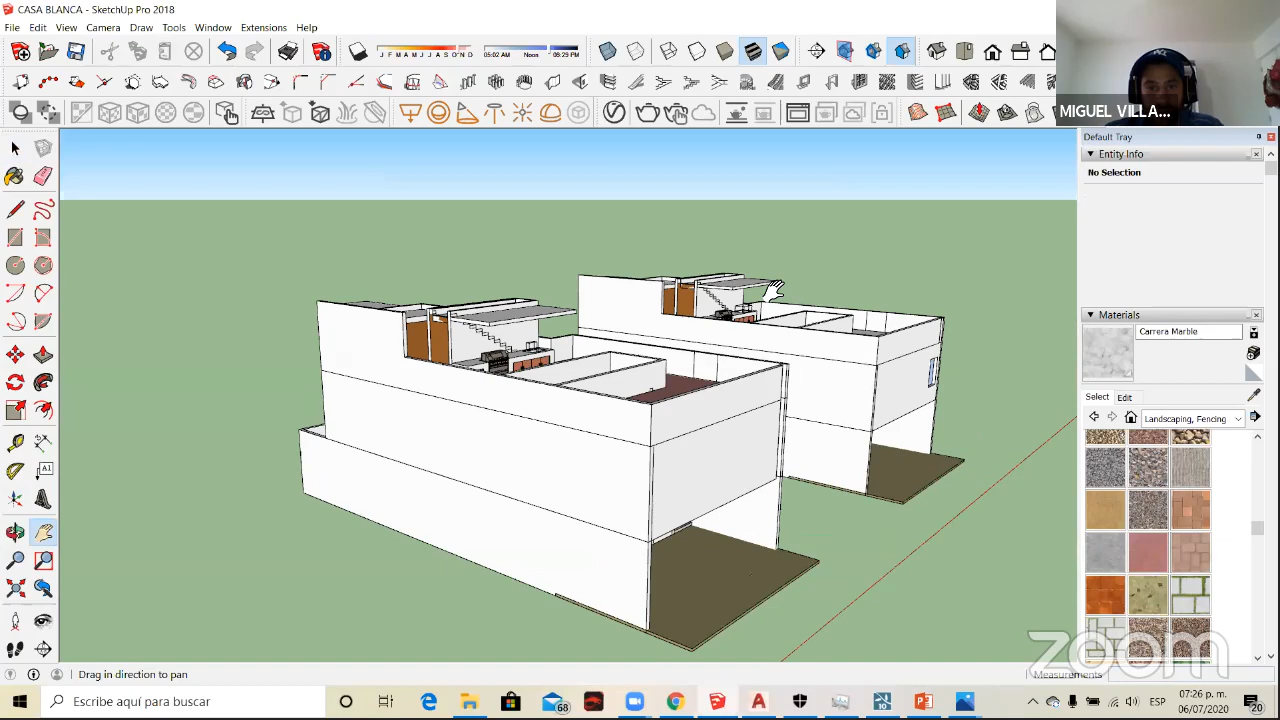 CASA BLANCA - SketchUp Pro 2018
File Edit View Camera Draw Tools Window Extensions Help
J F M A M J J A S O N D
05:02 AM Noon 06:29 PM
MIGUEL VILLA...
Default Tray
Entity Info
No Selection
Materials
Carrera Marble
Select Edit
Landscaping, Fencing
A1
zoom
Drag in direction to pan
Measurements
Escribe aquí para buscar
68
10
ESP
07:26 p. m.
06/07/2020
20